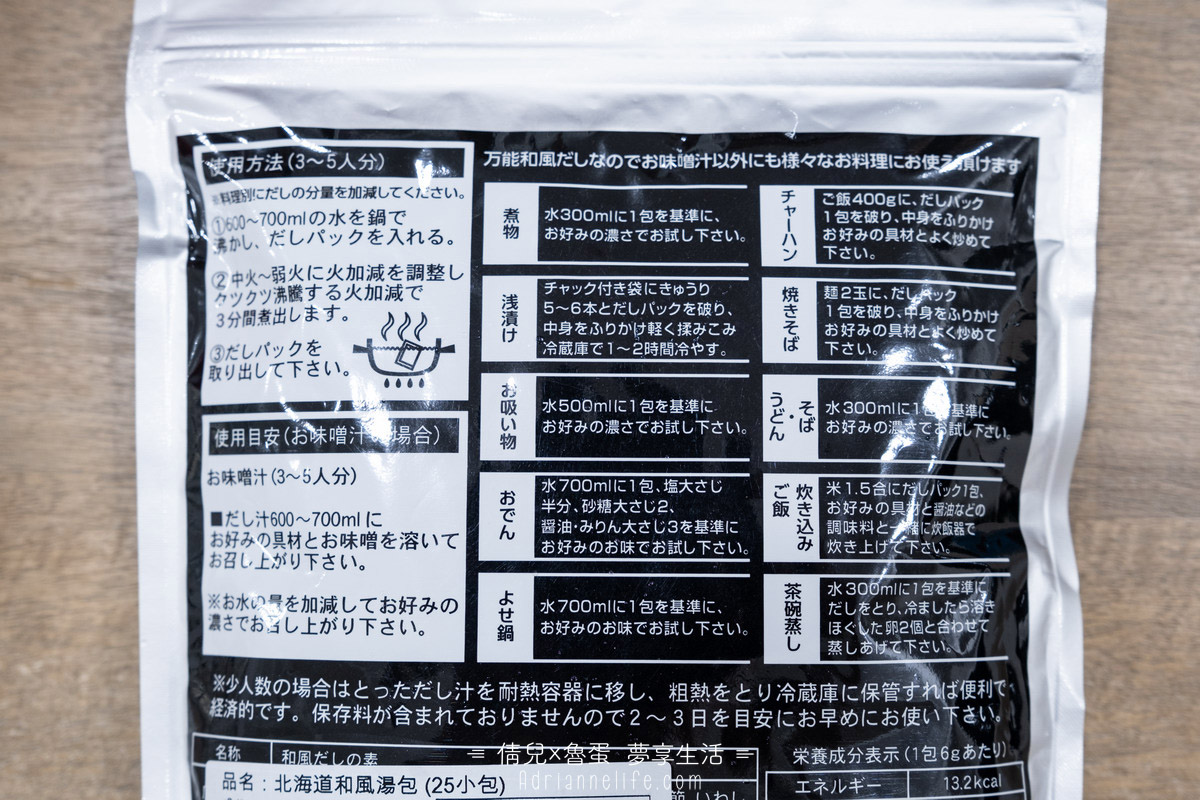 使用方法(3〜5人分)
※料理別にだしの分量を加減してください。
①600〜700mlの水を鍋で
沸かし、だしパックを入れる。
②中火〜弱火に火加減を調整し
クツクツ沸騰する火加減で
3分間煮出します。
③だしパックを
取り出して下さい。
使用目安(お味噌汁の場合)
お味噌汁(3〜5人分)
■だし汁600〜700mlに
お好みの具材とお味噌を溶いて
お召し上がり下さい。
※お水の量を加減してお好みの
濃さでお召し上がり下さい。
万能和風だしなのでお味噌汁以外にも様々なお料理にお使え頂けます
煮物
水300mlに1包を基準に、
お好みの濃さでお試し下さい。
浅漬け
チャック付き袋にきゅうり
5〜6本とだしパックを破り、
中身をふりかけ軽く揉みこみ
冷蔵庫で1〜2時間冷やす。
お吸い物
水500mlに1包を基準に
お好みの濃さでお試し下さい。
おでん
水700mlに1包、塩大さじ
半分、砂糖大さじ2、
醤油・みりん大さじ3を基準に
お好みのお味でお試し下さい。
よせ鍋
水700mlに1包を基準に、
お好みのお味でお試し下さい。
チャーハン
ご飯400gに、だしパック
1包を破り、中身をふりかけ
お好みの具材とよく炒めて
下さい。
焼きそば
麺2玉に、だしパック
1包を破り、中身をふりかけ
お好みの具材とよく炒めて
下さい。
そば・
うどん
水300mlに1包を基準に
お好みの濃さでお試し下さい。
炊き込み
ご飯
米1.5合にだしパック1包、
お好みの具材と醤油などの
調味料と一緒に炊飯器で
炊き上げて下さい。
茶碗蒸し
水300mlに1包を基準に
だしをとり、冷ましたら溶き
ほぐした卵2個と合わせて
蒸しあげて下さい。
※少人数の場合はとっただし汁を耐熱容器に移し、粗熱をとり冷蔵庫に保管すれば便利で
経済的です。保存料が含まれておりませんので2〜3日を目安にお早めにお使い下さい。
名称 和風だしの素
品名：北海道和風湯包 (25小包)
節、いわし
栄養成分表示(1包6gあたり)
エネルギー 13.2kcal
倩兒x魯蛋 夢享生活
Adriannelife.com